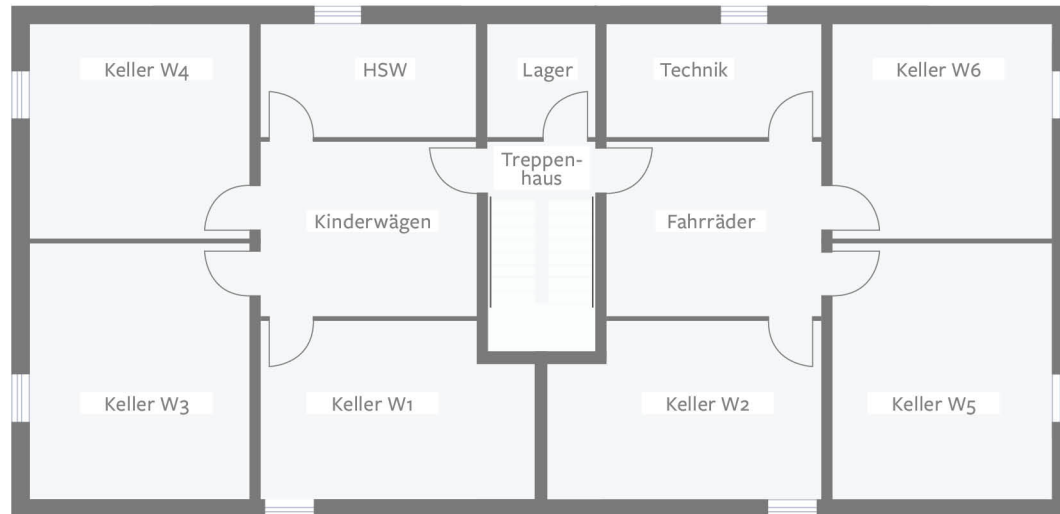 Keller W4
HSW
Lager
Technik
Keller W6
Treppen-
haus
Kinderwägen
Fahrräder
Keller W3
Keller W1
Keller W2
Keller W5